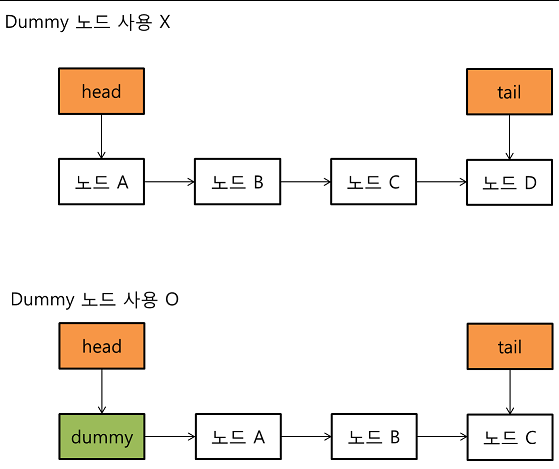 Dummy 노드 사용 X
head
tail
노드 A
노드 B
노드 C
노드 D
Dummy 노드 사용 O
head
tail
dummy
노드 A
노드 B
노드 C